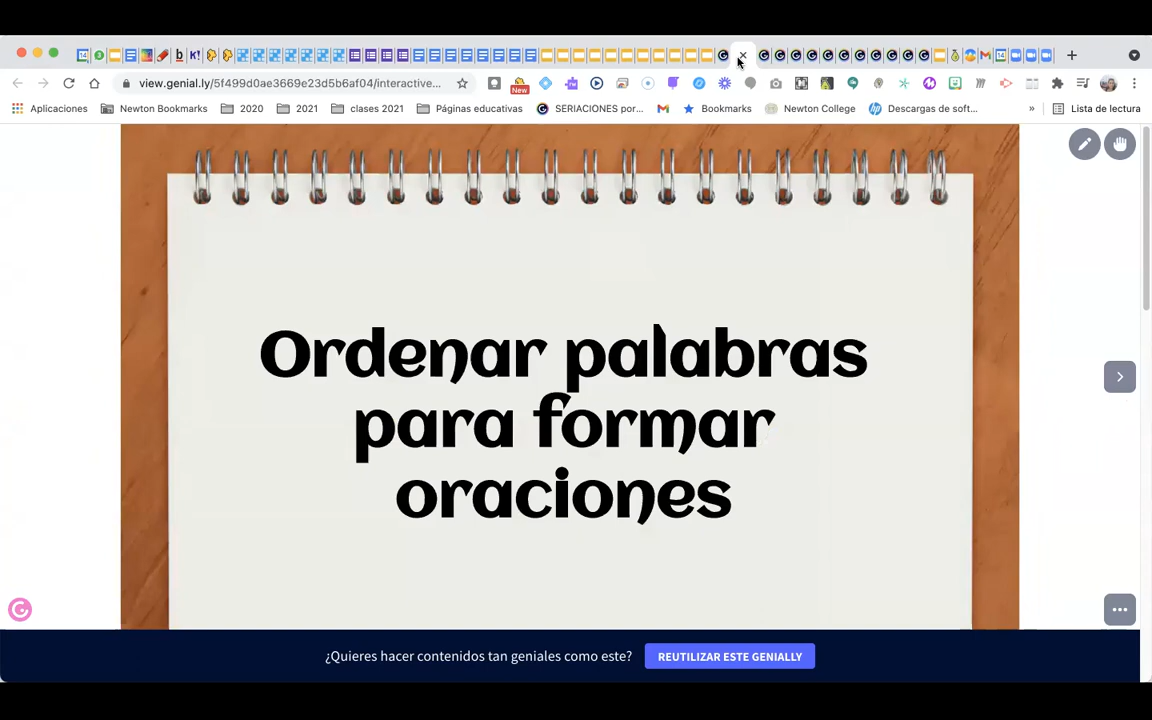 view.genial.ly/5f499d0ae3669e23d5b6af04/interactive...
New
Aplicaciones
Newton Bookmarks
2020
2021
clases 2021
Páginas educativas
SERIACIONES por...
Bookmarks
Newton College
Descargas de soft...
»
Lista de lectura
Ordenar palabras
para formar
oraciones
¿Quieres hacer contenidos tan geniales como este?
REUTILIZAR ESTE GENIALLY